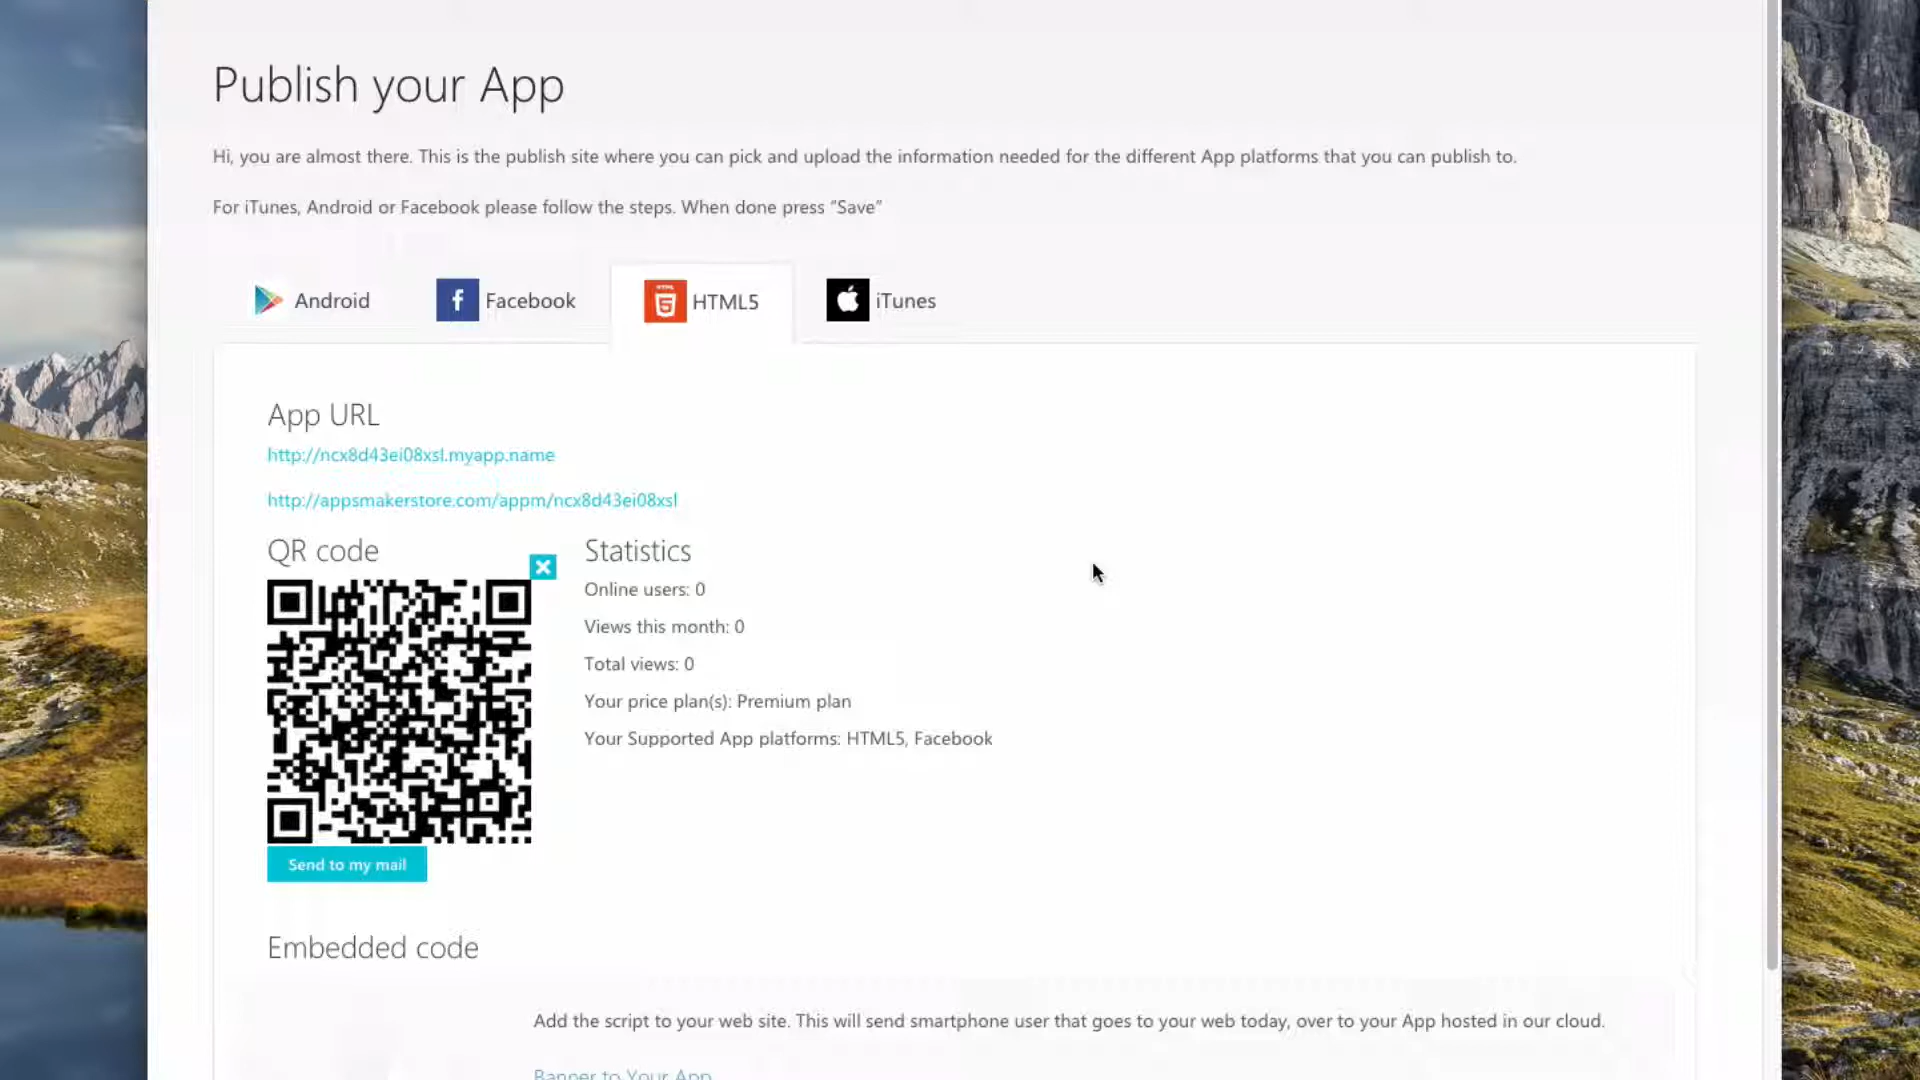 Publish your App
Hi, you are almost there. This is the publish site where you can pick and upload the information needed for the different App platforms that you can publish to.
For iTunes, Android or Facebook please follow the steps. When done press “Save”
Android
Facebook
HTML5
iTunes
App URL
http://ncx8d43ei08xsl.myapp.name
http://appsmakerstore.com/appm/ncx8d43ei08xsl
QR code
Statistics
Online users: 0
Views this month: 0
Total views: 0
Your price plan(s): Premium plan
Your Supported App platforms: HTML5, Facebook
Send to my mail
Embedded code
Add the script to your web site. This will send smartphone user that goes to your web today, over to your App hosted in our cloud.
Banner to Your App